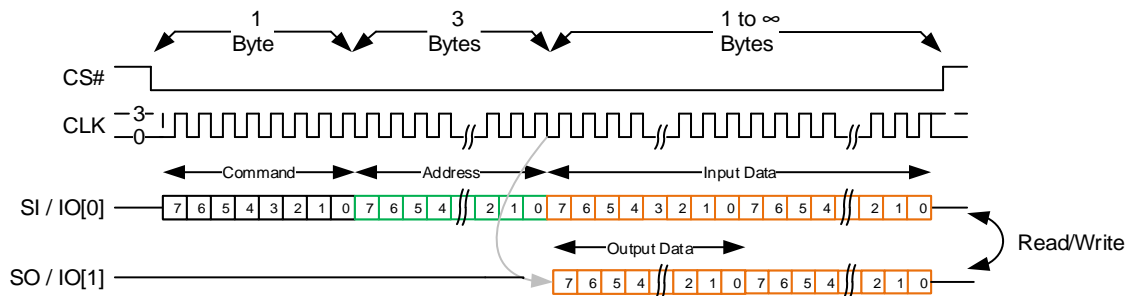 1 3 1 to ∞
Byte Bytes Bytes
CS#
3
CLK
0
Command Address Input Data
SI / IO[0] 7 6 5 4 3 2 1 0 7 6 5 4 2 1 0 7 6 5 4 3 2 1 0 7 6 5 4 2 1 0
Output Data
Read/Write
SO / IO[1] 7 6 5 4 2 1 0 7 6 5 4 2 1 0